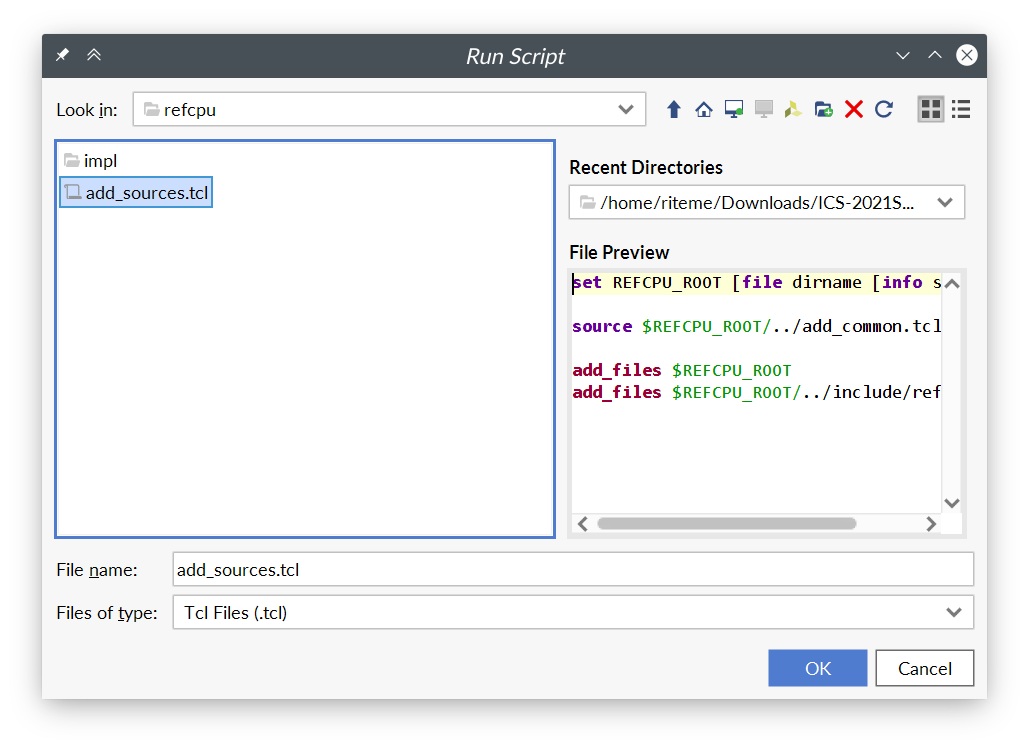 Run Script
Look in:
refcpu
impl
add_sources.tcl
Recent Directories
/home/riteme/Downloads/ICS-2021S...
File Preview
set REFCPU_ROOT [file dirname [info s
source $REFCPU_ROOT/../add_common.tcl
add_files $REFCPU_ROOT
add_files $REFCPU_ROOT/../include/ref
File name:
add_sources.tcl
Files of type:
Tcl Files (.tcl)
OK
Cancel